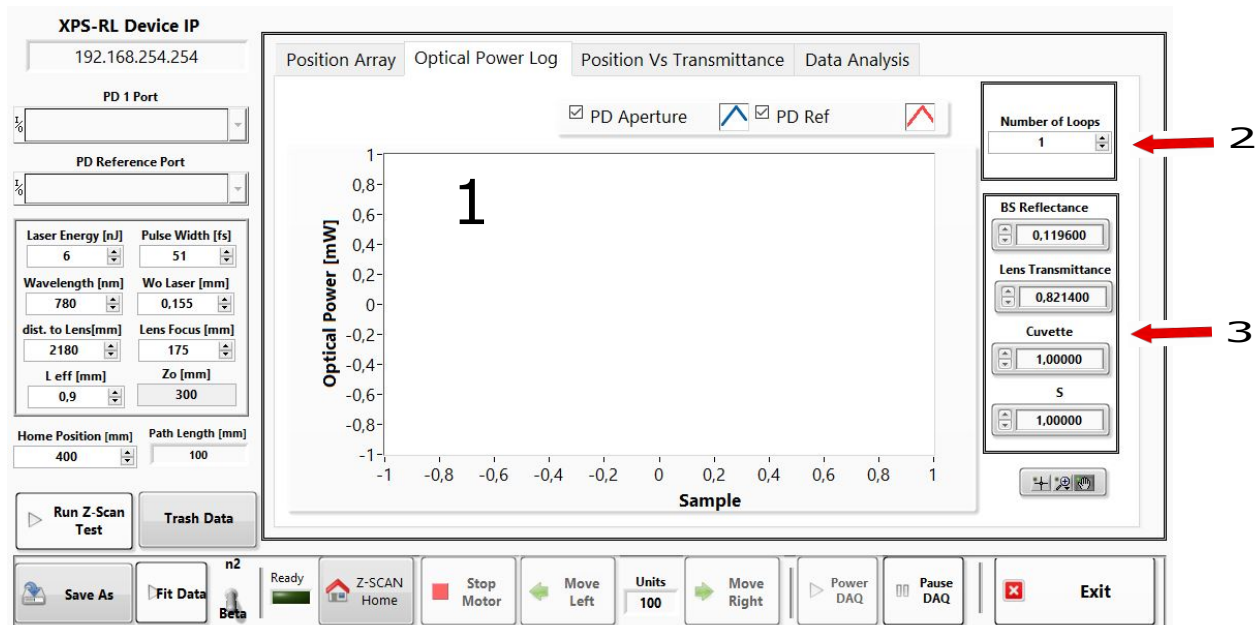 XPS-RL Device IP
192.168.254.254
PD 1 Port
I/0
PD Reference Port
I/0
Laser Energy [nJ] Pulse Width [fs]
6 51
Wavelength [nm] Wo Laser [mm]
780 0,155
dist. to Lens[mm] Lens Focus [mm]
2180 175
L eff [mm] Zo [mm]
0,9 300
Home Position [mm] Path Length [mm]
400 100
Run Z-Scan
Test
Trash Data
Position Array Optical Power Log Position Vs Transmittance Data Analysis
PD Aperture PD Ref
1
Optical Power [mW]
1
0,8
0,6
0,4
0,2
0
-0,2
-0,4
-0,6
-0,8
-1
-1 -0,8 -0,6 -0,4 -0,2 0 0,2 0,4 0,6 0,8 1
Sample
Number of Loops
1
2
BS Reflectance
0,119600
Lens Transmittance
0,821400
Cuvette
1,00000
S
1,00000
3
Save As
Fit Data
n2
Beta
Ready
Z-SCAN
Home
Stop
Motor
Move
Left
Units
100
Move
Right
Power
DAQ
Pause
DAQ
Exit